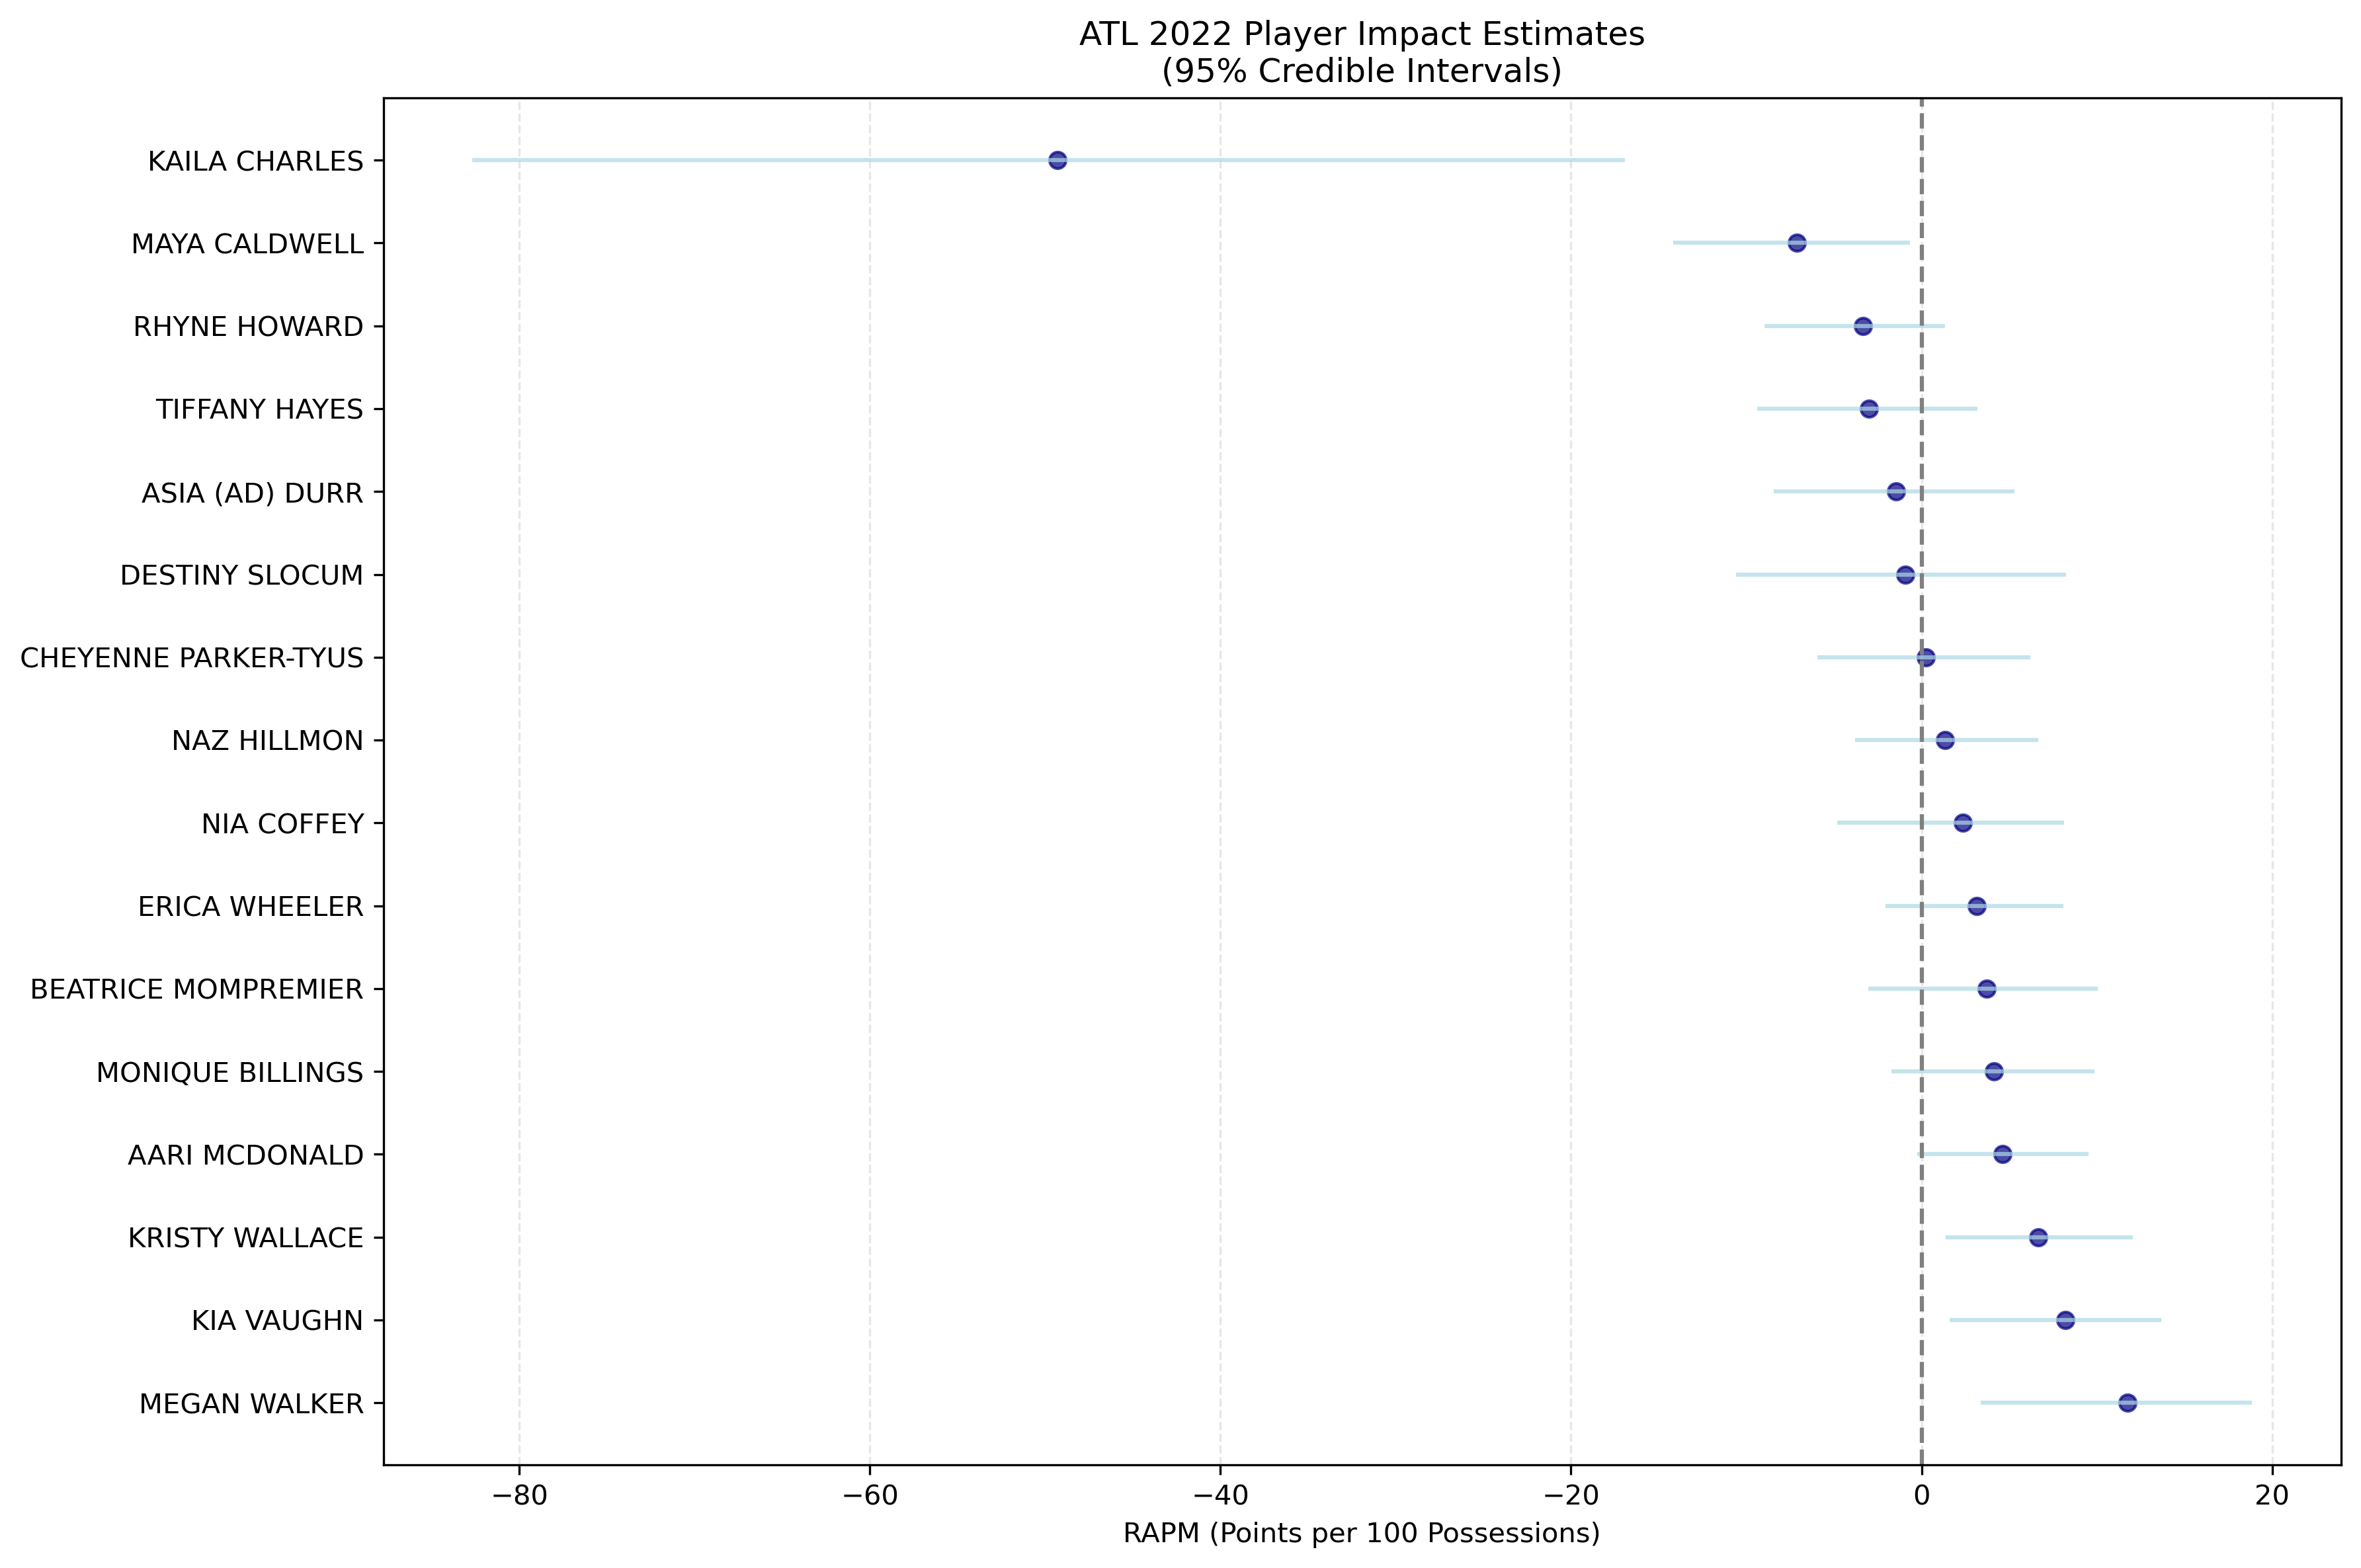 ATL 2022 Player Impact Estimates
(95% Credible Intervals)
KAILA CHARLES
MAYA CALDWELL
RHYNE HOWARD
TIFFANY HAYES
ASIA (AD) DURR
DESTINY SLOCUM
CHEYENNE PARKER-TYUS
NAZ HILLMON
NIA COFFEY
ERICA WHEELER
BEATRICE MOMPREMIER
MONIQUE BILLINGS
AARI MCDONALD
KRISTY WALLACE
KIA VAUGHN
MEGAN WALKER
−80 −60 −40 −20 0 20
RAPM (Points per 100 Possessions)